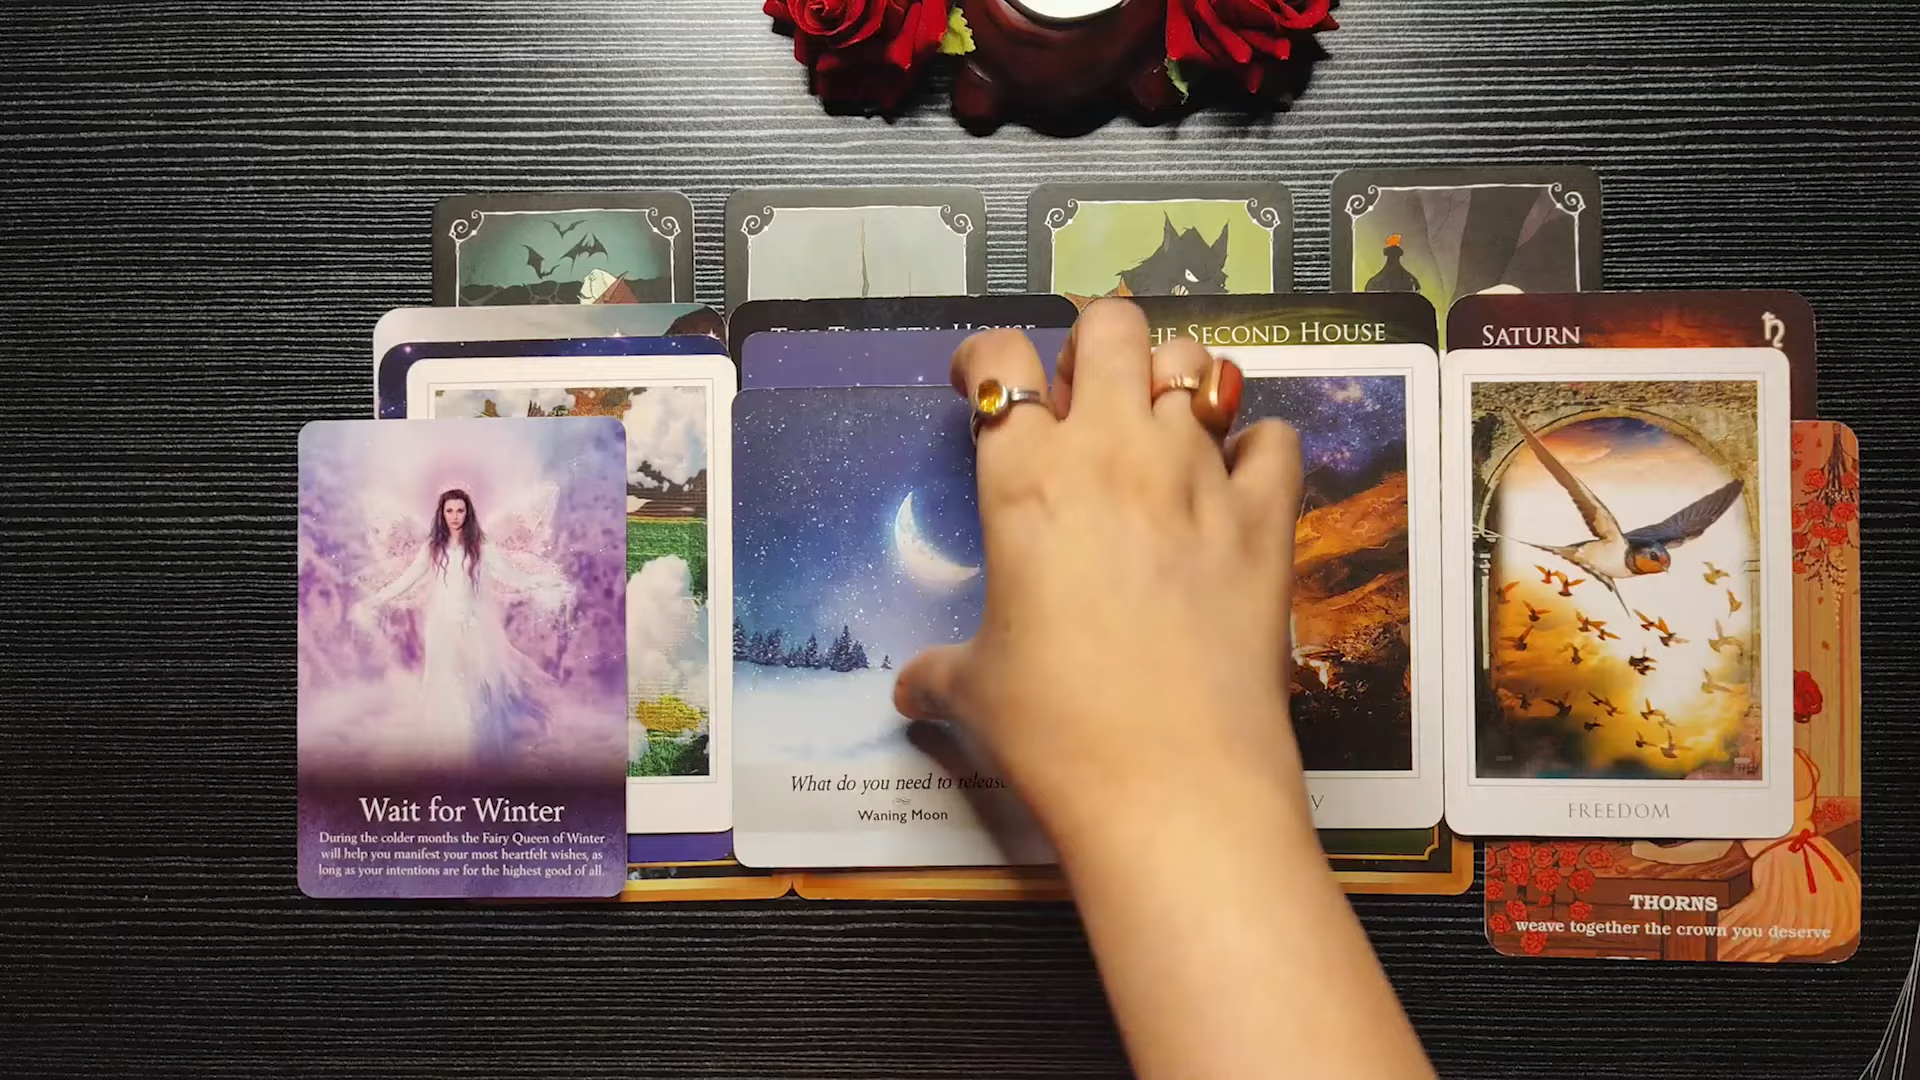 THE SECOND HOUSE
SATURN
Wait for Winter
During the colder months the Fairy Queen of Winter
will help you manifest your most heartfelt wishes, as
long as your intentions are for the highest good of all.
What do you need to release
Waning Moon
FREEDOM
THORNS
weave together the crown you deserve